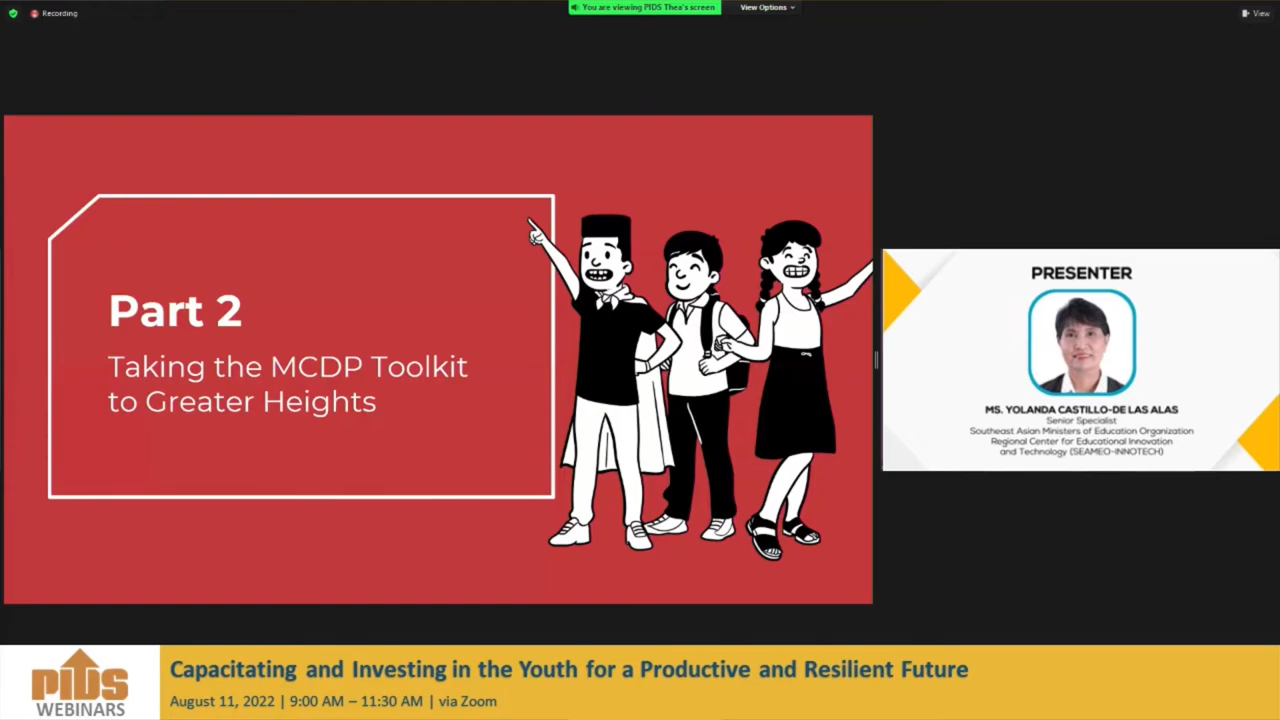 Recording
You are viewing PIDS Thea's screen
View Options
View
Part 2
Taking the MCDP Toolkit
to Greater Heights
PRESENTER
MS. YOLANDA CASTILLO-DE LAS ALAS
Senior Specialist
Southeast Asian Ministers of Education Organization
Regional Center for Educational Innovation
and Technology (SEAMEO-INNOTECH)
PIDS
WEBINARS
Capacitating and Investing in the Youth for a Productive and Resilient Future
August 11, 2022 | 9:00 AM – 11:30 AM | via Zoom